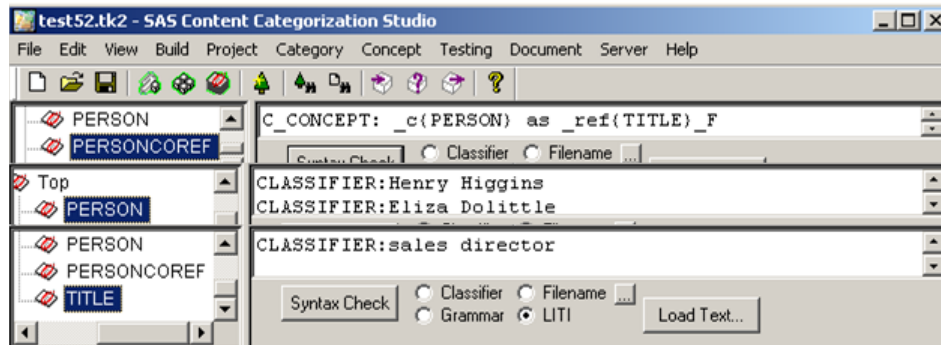 test52.tk2 - SAS Content Categorization Studio
File Edit View Build Project Category Concept Testing Document Server Help
PERSON
PERSONCOREF
C_CONCEPT: _c{PERSON} as _ref{TITLE}_F
Syntax Check Classifier Filename ...
Top
PERSON
CLASSIFIER:Henry Higgins
CLASSIFIER:Eliza Dolittle
PERSON
PERSONCOREF
TITLE
CLASSIFIER:sales director
Syntax Check Classifier Filename ...
Grammar LITI Load Text...